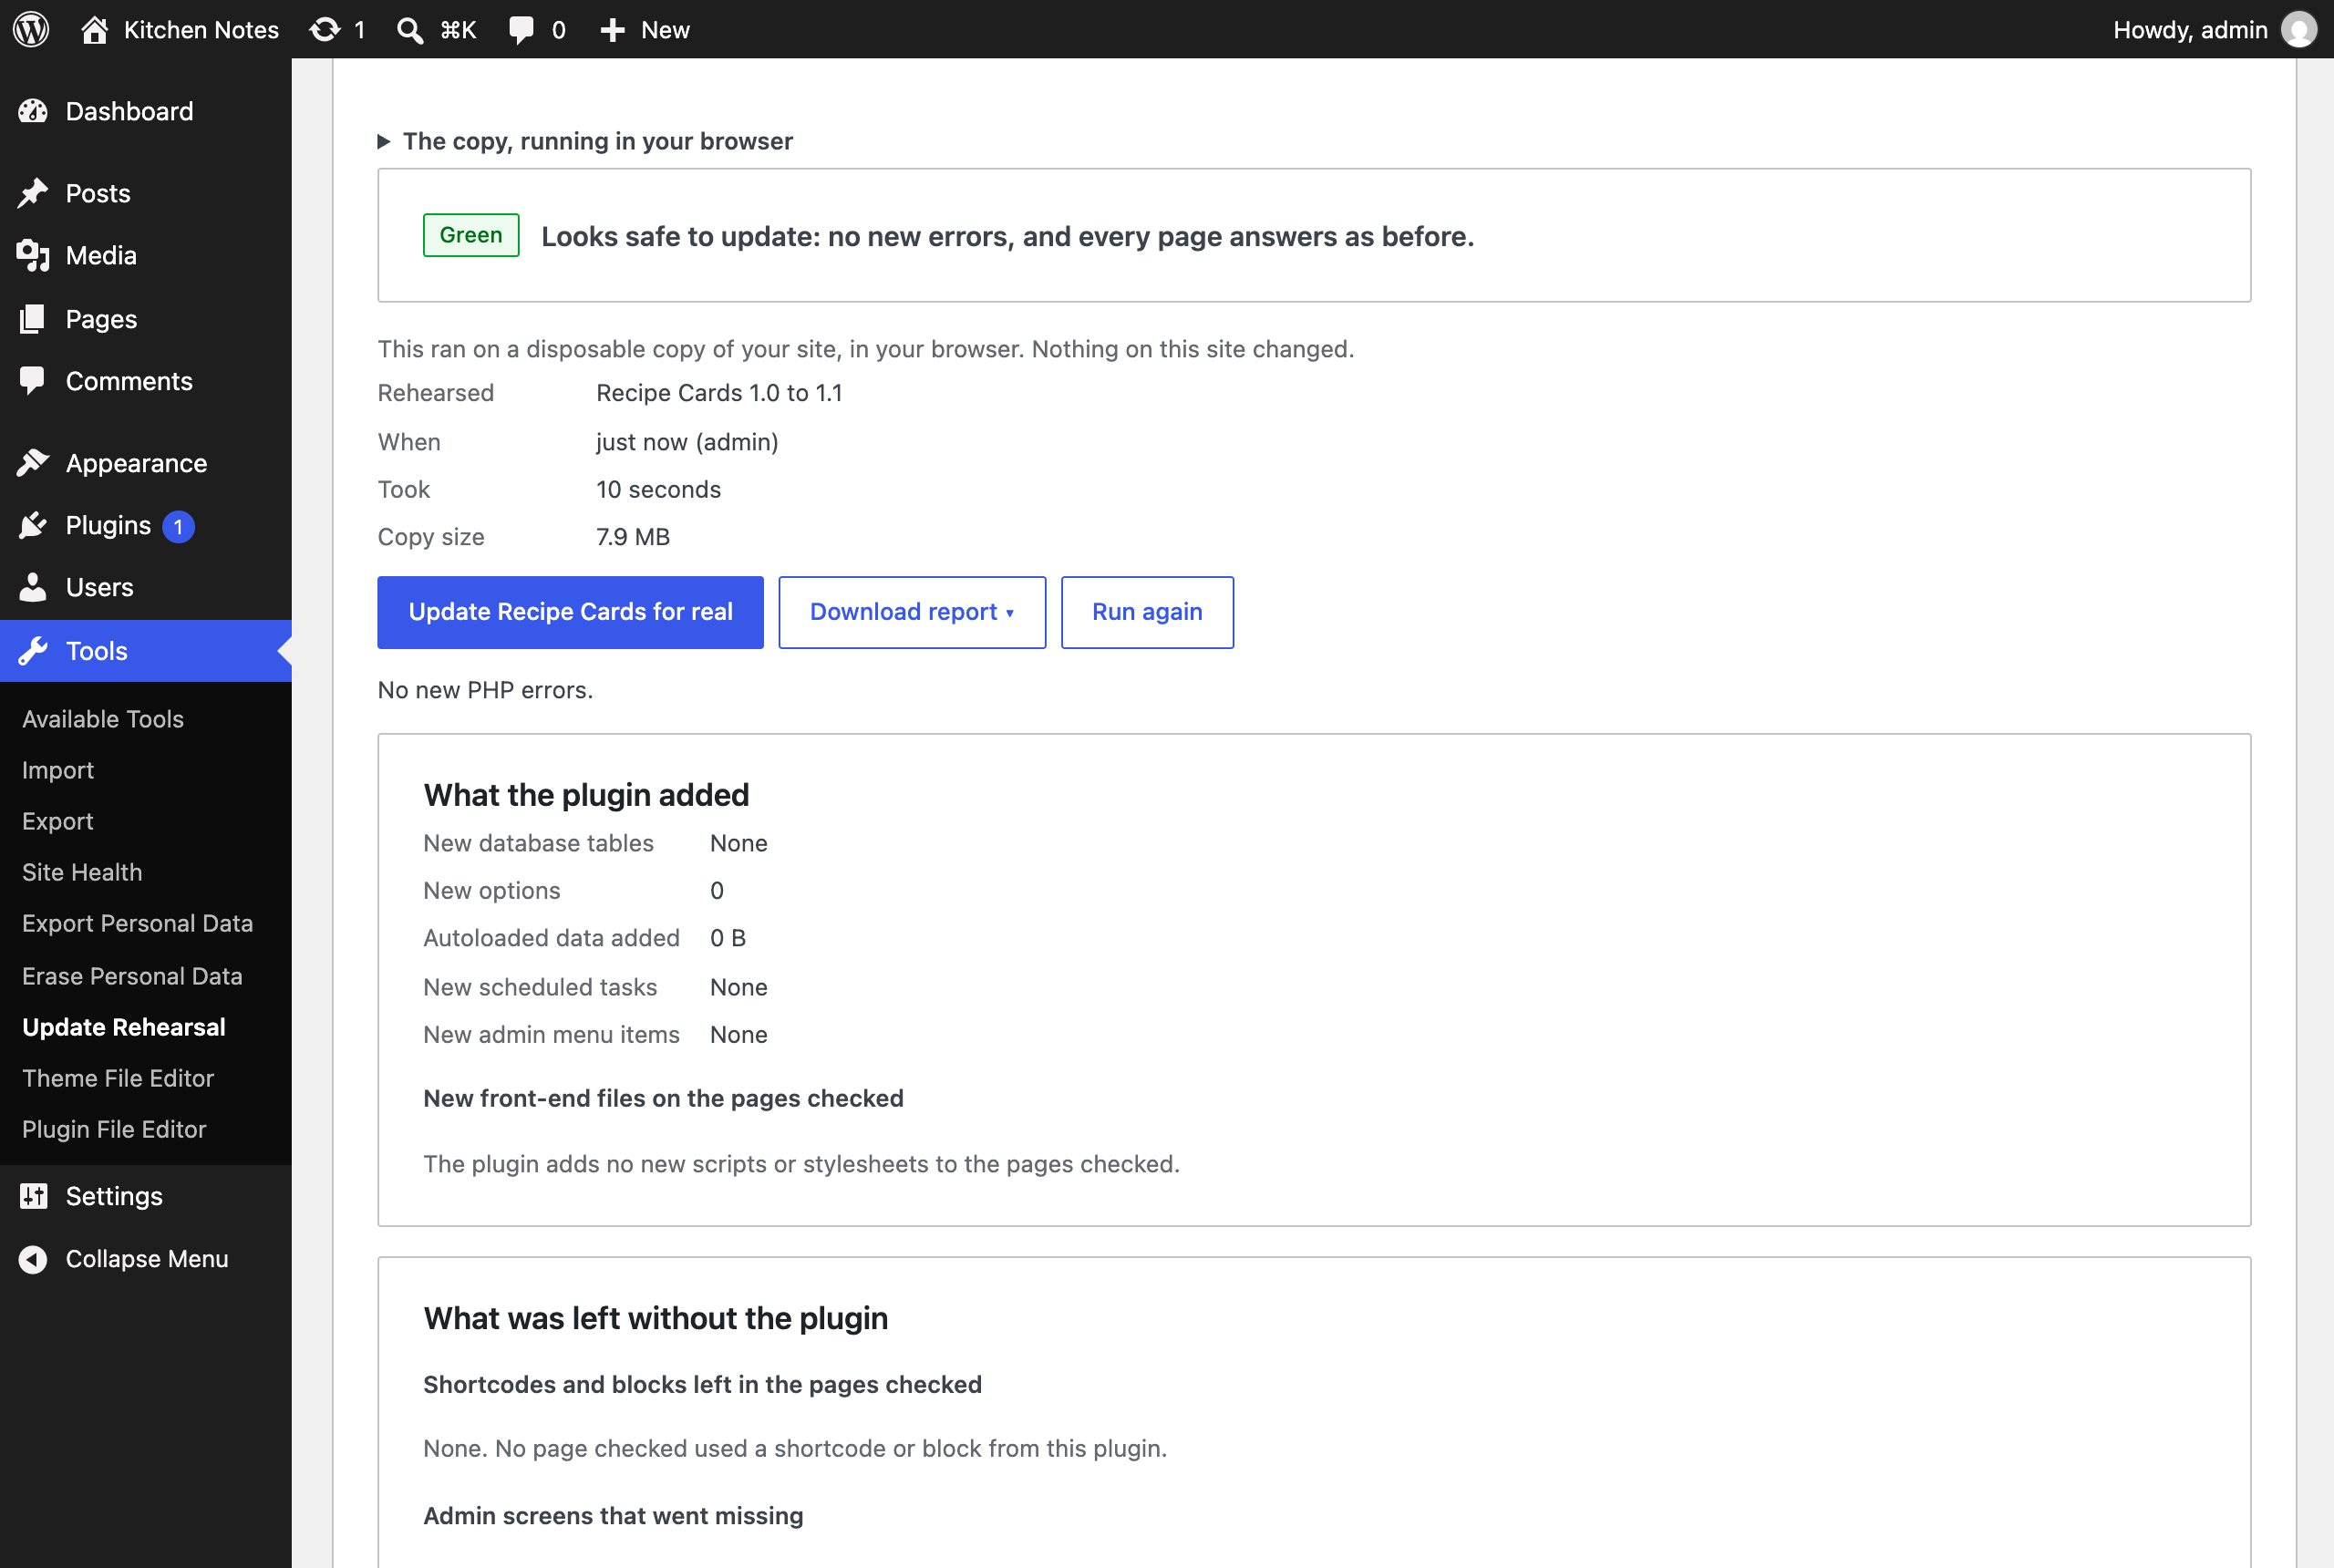 Kitchen Notes 1 ⌘K 0 New Howdy, admin
Dashboard
Posts
Media
Pages
Comments
Appearance
Plugins 1
Users
Tools
Available Tools
Import
Export
Site Health
Export Personal Data
Erase Personal Data
Update Rehearsal
Theme File Editor
Plugin File Editor
Settings
Collapse Menu
The copy, running in your browser
Green Looks safe to update: no new errors, and every page answers as before.
This ran on a disposable copy of your site, in your browser. Nothing on this site changed.
Rehearsed Recipe Cards 1.0 to 1.1
When just now (admin)
Took 10 seconds
Copy size 7.9 MB
Update Recipe Cards for real Download report ▾ Run again
No new PHP errors.
What the plugin added
New database tables None
New options 0
Autoloaded data added 0 B
New scheduled tasks None
New admin menu items None
New front-end files on the pages checked
The plugin adds no new scripts or stylesheets to the pages checked.
What was left without the plugin
Shortcodes and blocks left in the pages checked
None. No page checked used a shortcode or block from this plugin.
Admin screens that went missing